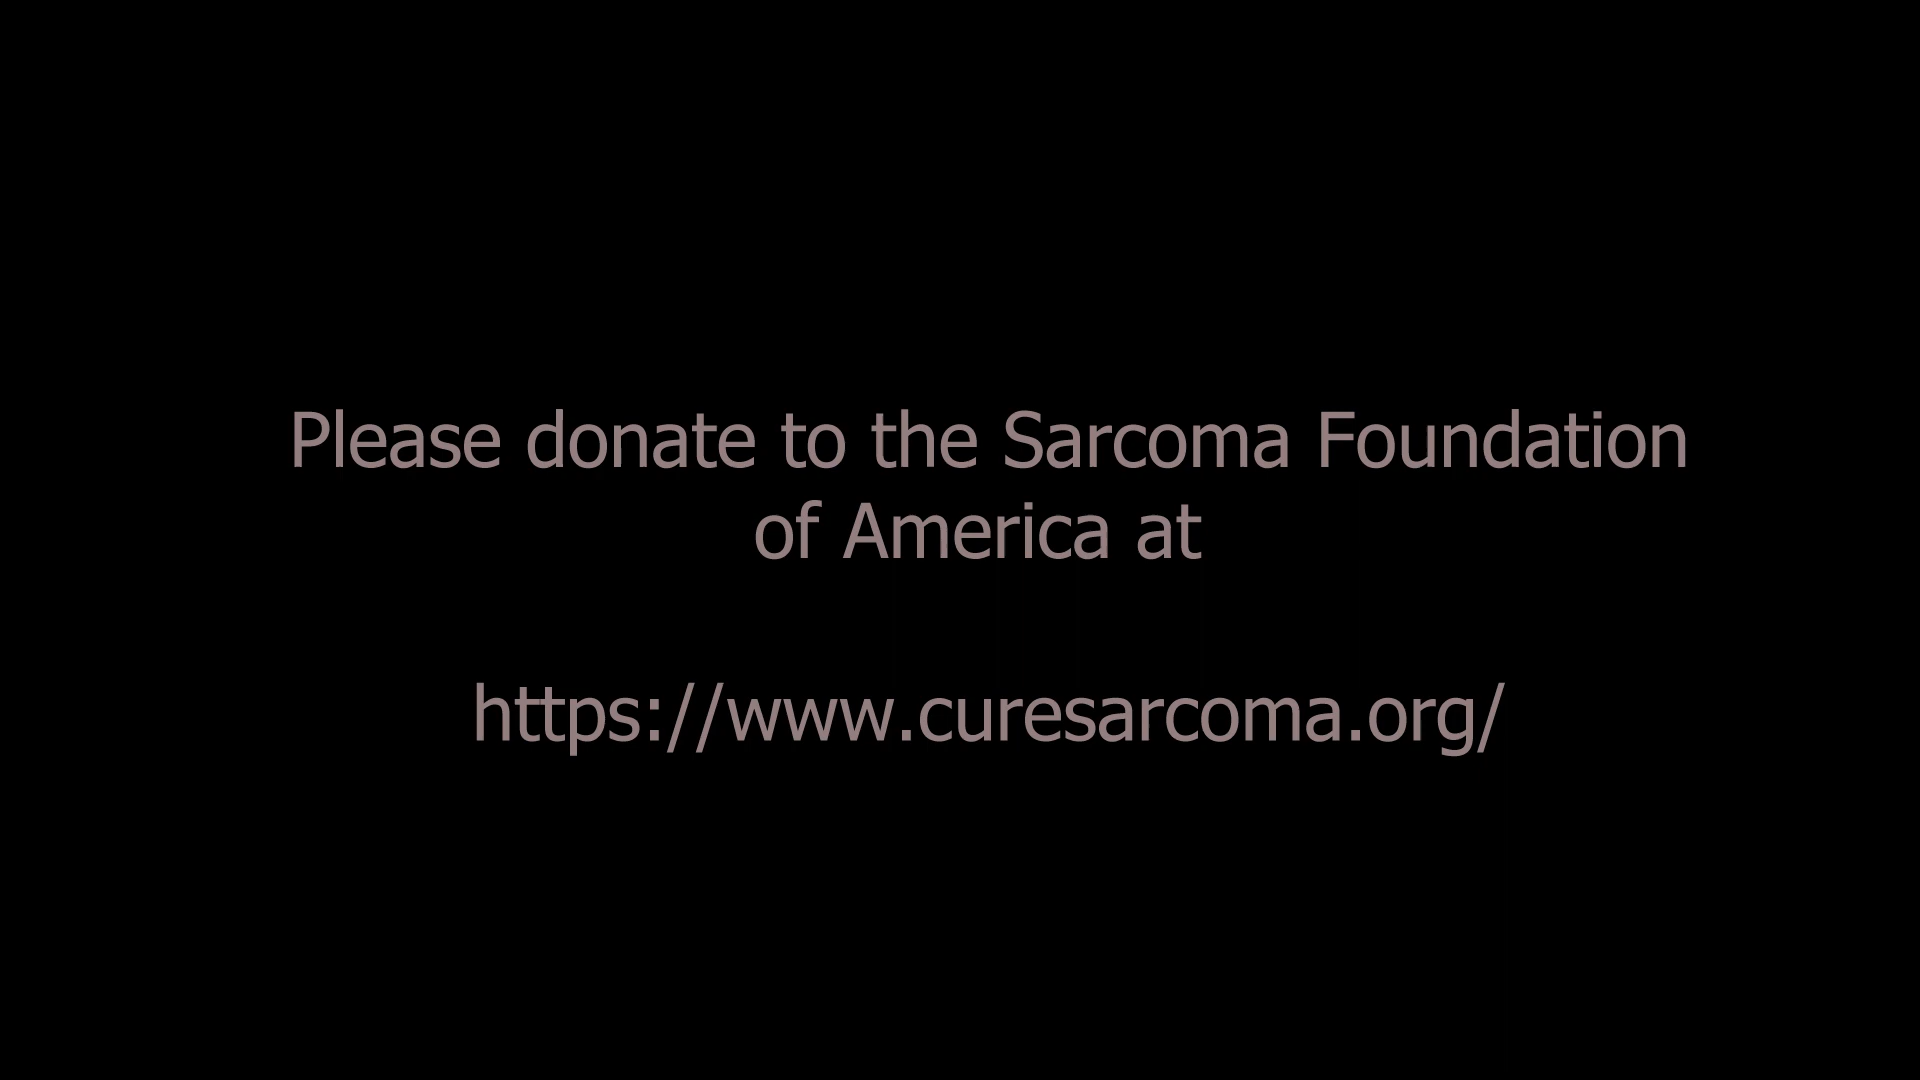 Please donate to the Sarcoma Foundation
of America at
https://www.curesarcoma.org/